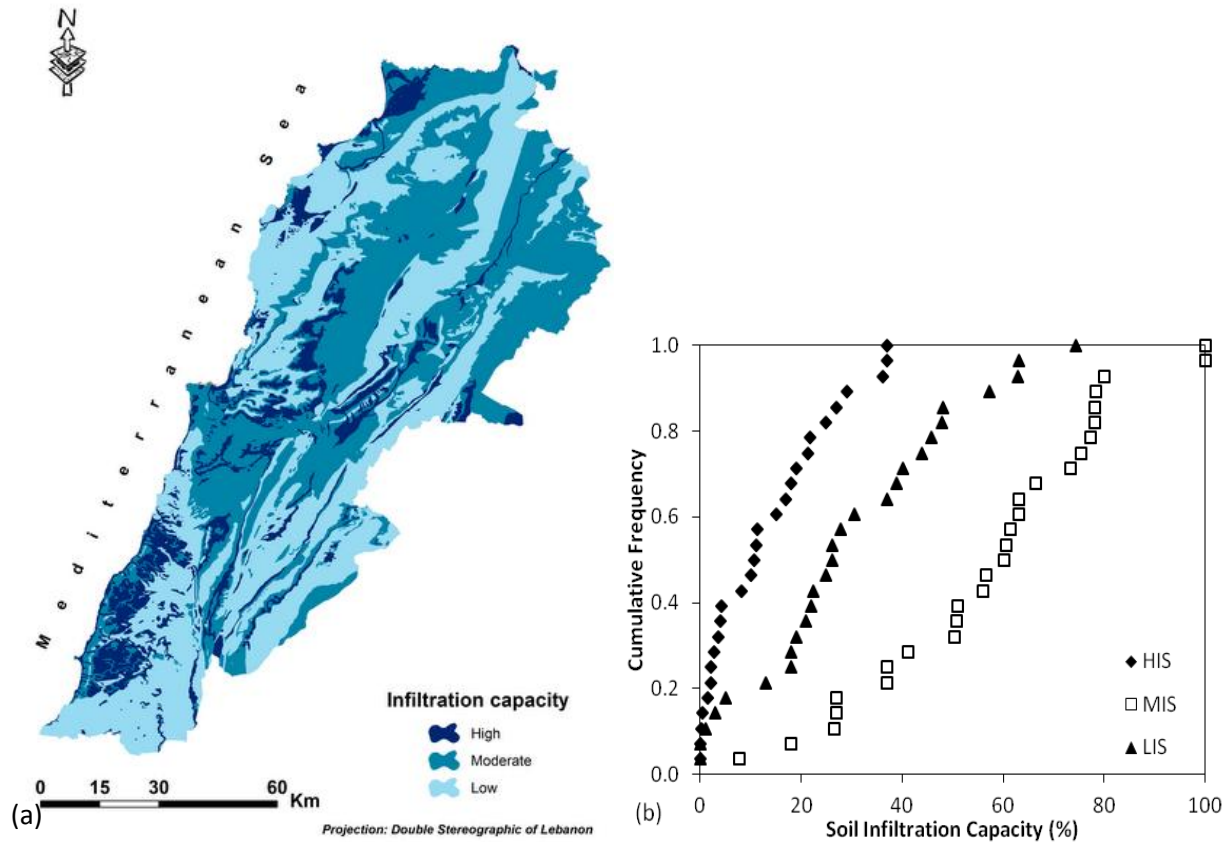 N
Mediterranean Sea
Infiltration capacity
High
Moderate
Low
0 15 30 60 Km
(a)
Projection: Double Stereographic of Lebanon
1.0
0.8
0.6
0.4
0.2
0.0
Cumulative Frequency
HIS
MIS
LIS
0 20 40 60 80 100
(b)
Soil Infiltration Capacity (%)